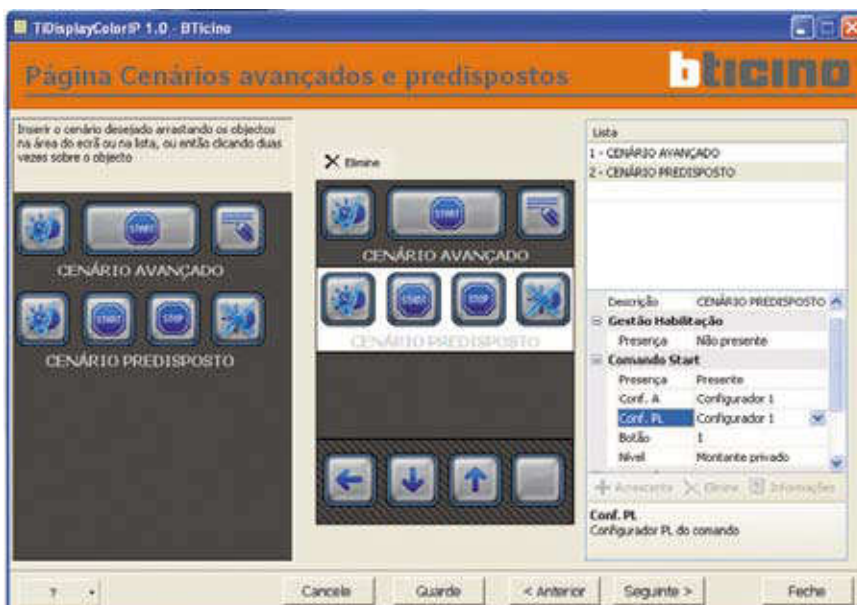 TiDisplayColorIP 1.0 - BTicino
Página Cenários avançados e predispostos
bticino
Inserir o cenário desejado arrastando os objectos
na área do ecrã ou na lista, ou então clicando duas
vezes sobre o objecto
START
CENÁRIO AVANÇADO
START STOP
CENÁRIO PREDISPOSTO
Elimine
START
CENÁRIO AVANÇADO
START STOP
CENÁRIO PREDISPOSTO
Lista
1 - CENÁRIO AVANÇADO
2 - CENÁRIO PREDISPOSTO
Descrição CENÁRIO PREDISPOSTO
Gestão Habilitação
Presença Não presente
Comando Start
Presença Presente
Conf. A Configurador 1
Conf. PL Configurador 1
Botão 1
Nível Montante privado
Acrescente Elimine Informações
Conf. PL
Configurador PL do comando
? Cancele Guarde < Anterior Seguinte > Feche